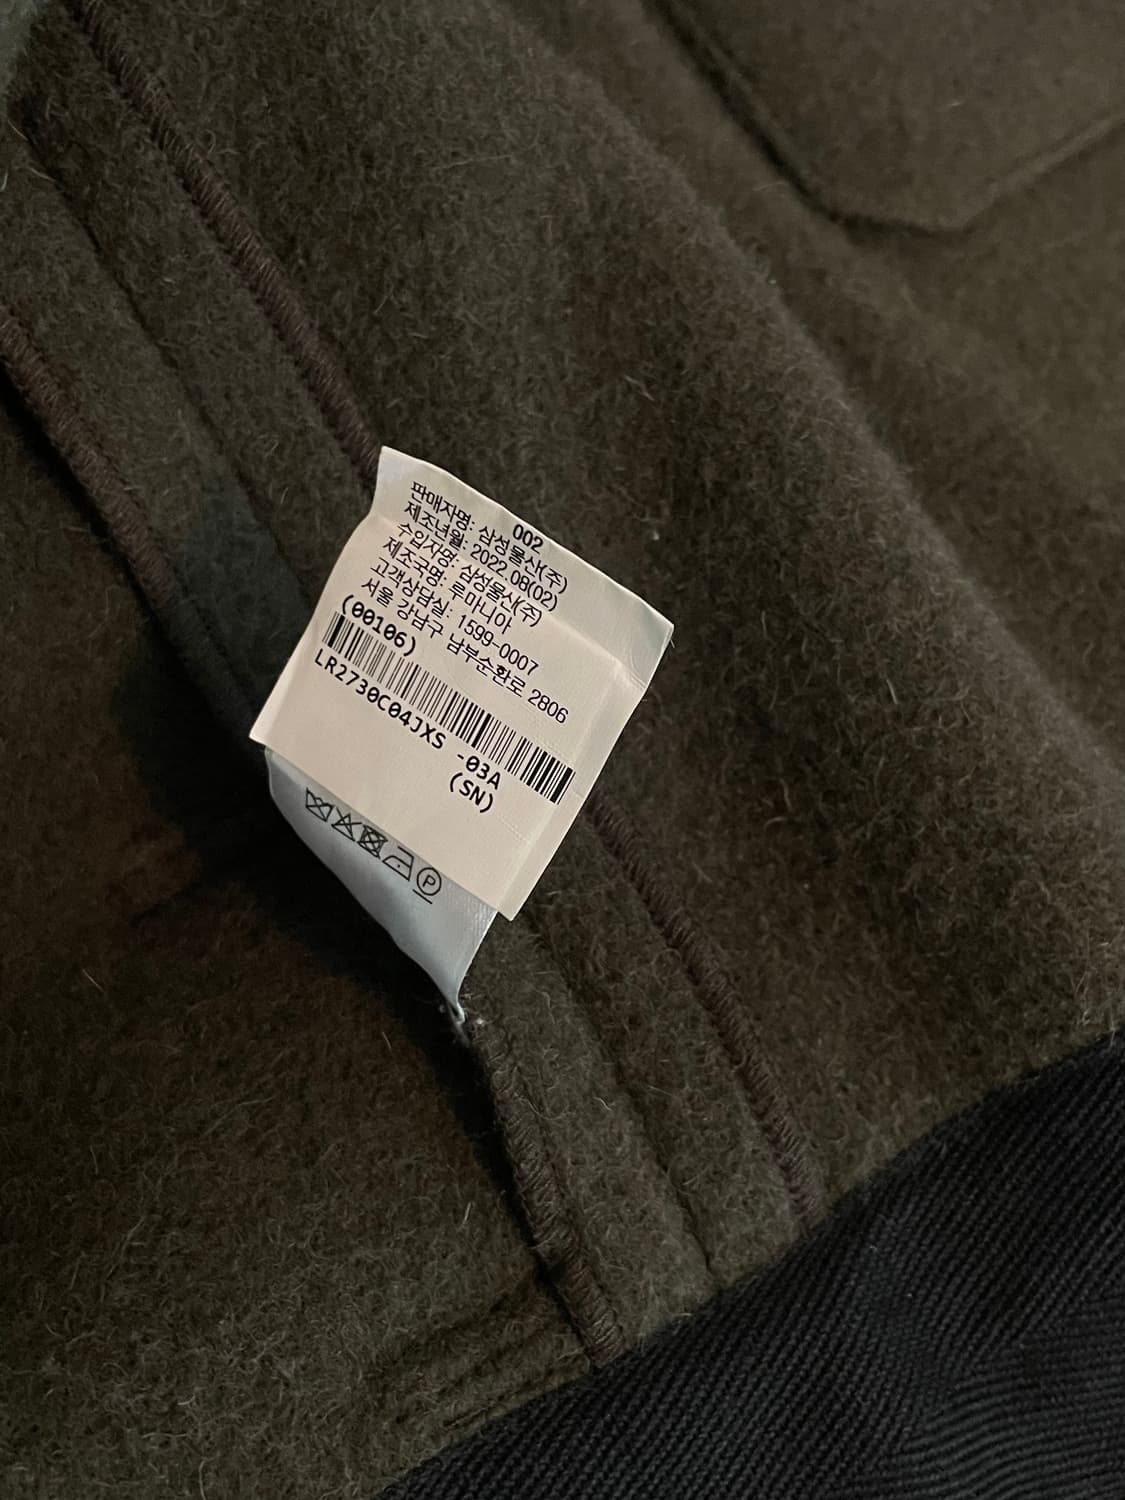 002
판매자명: 삼성물산(주)
제조년월: 2022.08(02)
수입자명: 삼성물산(주)
제조국명: 루마니아
고객상담실: 1599-0007
서울 강남구 남부순환로 2806
(00106)
LR2730C04JXS -03A
(SN)
P